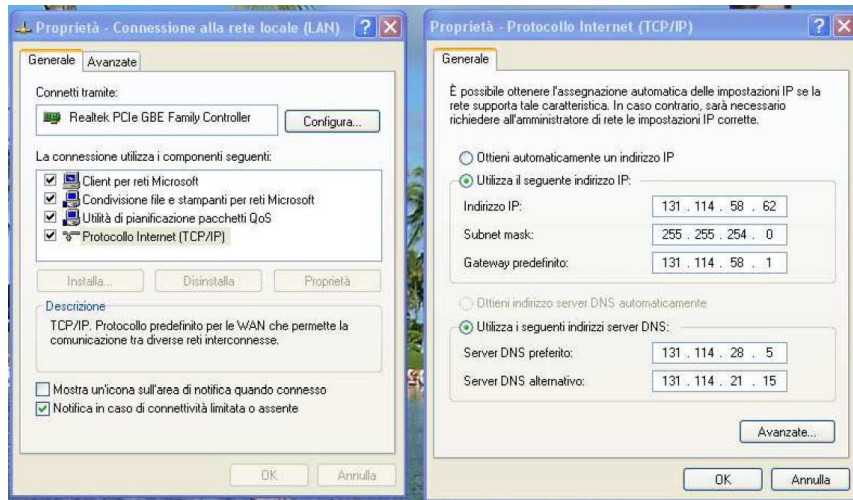 Proprietà - Connessione alla rete locale (LAN)
Generale
Avanzate
Connetti tramite:
Realtek PCIe GBE Family Controller
Configura...
La connessione utilizza i componenti seguenti:
Client per reti Microsoft
Condivisione file e stampanti per reti Microsoft
Utilità di pianificazione pacchetti QoS
Protocollo Internet (TCP/IP)
Installa...
Disinstalla
Proprietà
Descrizione
TCP/IP. Protocollo predefinito per le WAN che permette la
comunicazione tra diverse reti interconnesse.
Mostra un'icona sull'area di notifica quando connesso
Notifica in caso di connettività limitata o assente
OK
Annulla
Proprietà - Protocollo Internet (TCP/IP)
Generale
È possibile ottenere l'assegnazione automatica delle impostazioni IP se la
rete supporta tale caratteristica. In caso contrario, sarà necessario
richiedere all'amministratore di rete le impostazioni IP corrette.
Ottieni automaticamente un indirizzo IP
Utilizza il seguente indirizzo IP:
Indirizzo IP: 131 . 114 . 58 . 62
Subnet mask: 255 . 255 . 254 . 0
Gateway predefinito: 131 . 114 . 58 . 1
Ottieni indirizzo server DNS automaticamente
Utilizza i seguenti indirizzi server DNS:
Server DNS preferito: 131 . 114 . 28 . 5
Server DNS alternativo: 131 . 114 . 21 . 15
Avanzate...
OK
Annulla